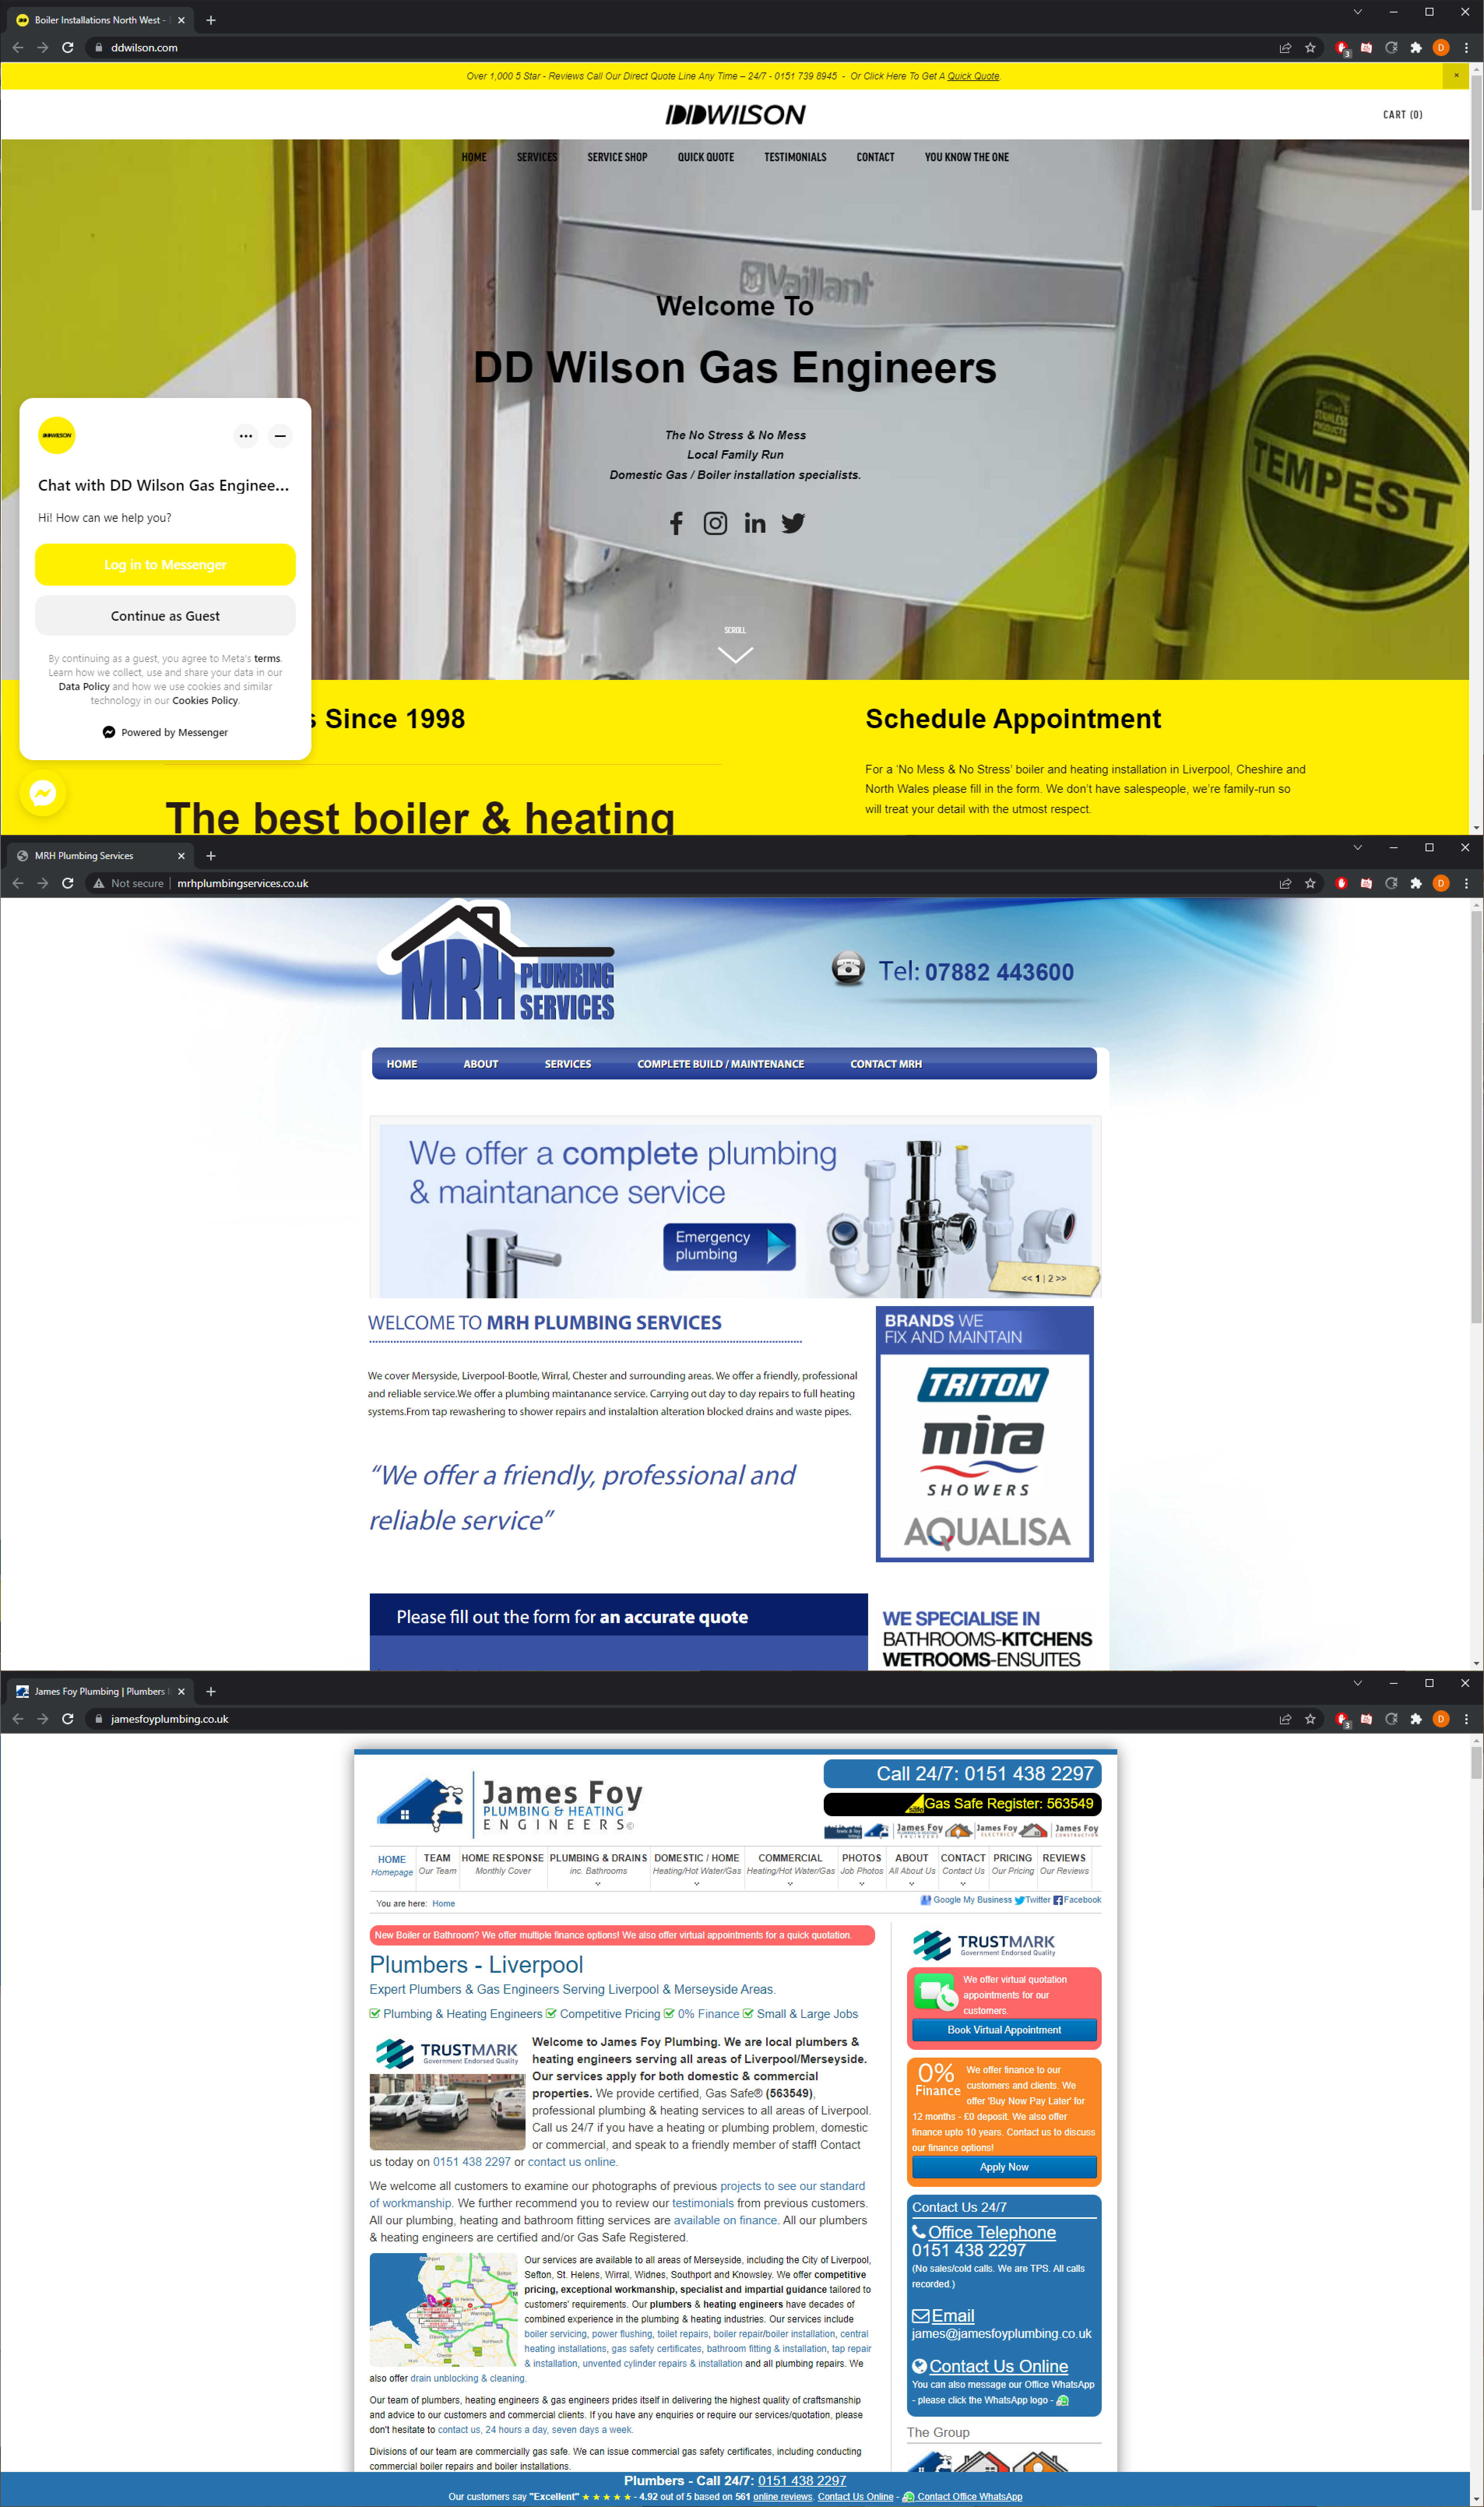 Boiler Installations North West -
ddwilson.com
Over 1,000 5 Star - Reviews Call Our Direct Quote Line Any Time – 24/7 - 0151 739 8945 - Or Click Here To Get A Quick Quote.
DDWILSON
CART (0)
HOME SERVICES SERVICE SHOP QUICK QUOTE TESTIMONIALS CONTACT YOU KNOW THE ONE
Vaillant
Welcome To
DD Wilson Gas Engineers
The No Stress & No Mess
Local Family Run
Domestic Gas / Boiler installation specialists.
STAINLESS
PRODUCTS
TEMPEST
SCROLL
DDWILSON
Chat with DD Wilson Gas Enginee...
Hi! How can we help you?
Log in to Messenger
Continue as Guest
By continuing as a guest, you agree to Meta's terms.
Learn how we collect, use and share your data in our
Data Policy and how we use cookies and similar
technology in our Cookies Policy.
Powered by Messenger
s Since 1998
The best boiler & heating
Schedule Appointment
For a 'No Mess & No Stress' boiler and heating installation in Liverpool, Cheshire and
North Wales please fill in the form. We don't have salespeople, we're family-run so
will treat your detail with the utmost respect.
MRH Plumbing Services
Not secure | mrhplumbingservices.co.uk
MRH PLUMBING
SERVICES
Tel: 07882 443600
HOME ABOUT SERVICES COMPLETE BUILD / MAINTENANCE CONTACT MRH
We offer a complete plumbing
& maintanance service
Emergency
plumbing
<< 1 | 2 >>
WELCOME TO MRH PLUMBING SERVICES
We cover Mersyside, Liverpool-Bootle, Wirral, Chester and surrounding areas. We offer a friendly, professional
and reliable service.We offer a plumbing maintanance service. Carrying out day to day repairs to full heating
systems.From tap rewashering to shower repairs and instalaltion alteration blocked drains and waste pipes.
"We offer a friendly, professional and
reliable service"
BRANDS WE
FIX AND MAINTAIN
TRITON
mira
SHOWERS
AQUALISA
Please fill out the form for an accurate quote
WE SPECIALISE IN
BATHROOMS-KITCHENS
WETROOMS-ENSUITES
James Foy Plumbing | Plumbers
jamesfoyplumbing.co.uk
James Foy
PLUMBING & HEATING
ENGINEERS©
Call 24/7: 0151 438 2297
Gas Safe Register: 563549
James Foy James Foy James Foy
HOME TEAM HOME RESPONSE PLUMBING & DRAINS DOMESTIC / HOME COMMERCIAL PHOTOS ABOUT CONTACT PRICING REVIEWS
Homepage Our Team Monthly Cover inc. Bathrooms Heating/Hot Water/Gas Heating/Hot Water/Gas Job Photos All About Us Contact Us Our Pricing Our Reviews
You are here: Home
Google My Business Twitter Facebook
New Boiler or Bathroom? We offer multiple finance options! We also offer virtual appointments for a quick quotation.
Plumbers - Liverpool
Expert Plumbers & Gas Engineers Serving Liverpool & Merseyside Areas.
Plumbing & Heating Engineers Competitive Pricing 0% Finance Small & Large Jobs
TRUSTMARK
Government Endorsed Quality
Welcome to James Foy Plumbing. We are local plumbers &
heating engineers serving all areas of Liverpool/Merseyside.
Our services apply for both domestic & commercial
properties. We provide certified, Gas Safe® (563549),
professional plumbing & heating services to all areas of Liverpool.
Call us 24/7 if you have a heating or plumbing problem, domestic
or commercial, and speak to a friendly member of staff! Contact
us today on 0151 438 2297 or contact us online.
We welcome all customers to examine our photographs of previous projects to see our standard
of workmanship. We further recommend you to review our testimonials from previous customers.
All our plumbing, heating and bathroom fitting services are available on finance. All our plumbers
& heating engineers are certified and/or Gas Safe Registered.
Our services are available to all areas of Merseyside, including the City of Liverpool,
Sefton, St. Helens, Wirral, Widnes, Southport and Knowsley. We offer competitive
pricing, exceptional workmanship, specialist and impartial guidance tailored to
customers' requirements. Our plumbers & heating engineers have decades of
combined experience in the plumbing & heating industries. Our services include
boiler servicing, power flushing, toilet repairs, boiler repair/boiler installation, central
heating installations, gas safety certificates, bathroom fitting & installation, tap repair
& installation, unvented cylinder repairs & installation and all plumbing repairs. We
also offer drain unblocking & cleaning.
Our team of plumbers, heating engineers & gas engineers prides itself in delivering the highest quality of craftsmanship
and advice to our customers and commercial clients. If you have any enquiries or require our services/quotation, please
don't hesitate to contact us, 24 hours a day, seven days a week.
Divisions of our team are commercially gas safe. We can issue commercial gas safety certificates, including conducting
commercial boiler repairs and boiler installations.
TRUSTMARK
Government Endorsed Quality
We offer virtual quotation
appointments for our
customers.
Book Virtual Appointment
0%
Finance
We offer finance to our
customers and clients. We
offer 'Buy Now Pay Later' for
12 months - £0 deposit. We also offer
finance upto 10 years. Contact us to discuss
our finance options!
Apply Now
Contact Us 24/7
Office Telephone
0151 438 2297
(No sales/cold calls. We are TPS. All calls
recorded.)
Email
james@jamesfoyplumbing.co.uk
Contact Us Online
You can also message our Office WhatsApp
- please click the WhatsApp logo -
The Group
Plumbers - Call 24/7: 0151 438 2297
Our customers say "Excellent" ★ ★ ★ ★ ★ - 4.92 out of 5 based on 561 online reviews. Contact Us Online - Contact Office WhatsApp